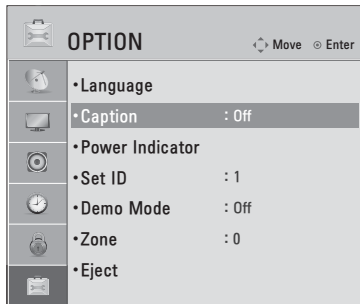 OPTION Move Enter
•Language
•Caption : Off
•Power Indicator
•Set ID : 1
•Demo Mode : Off
•Zone : 0
•Eject